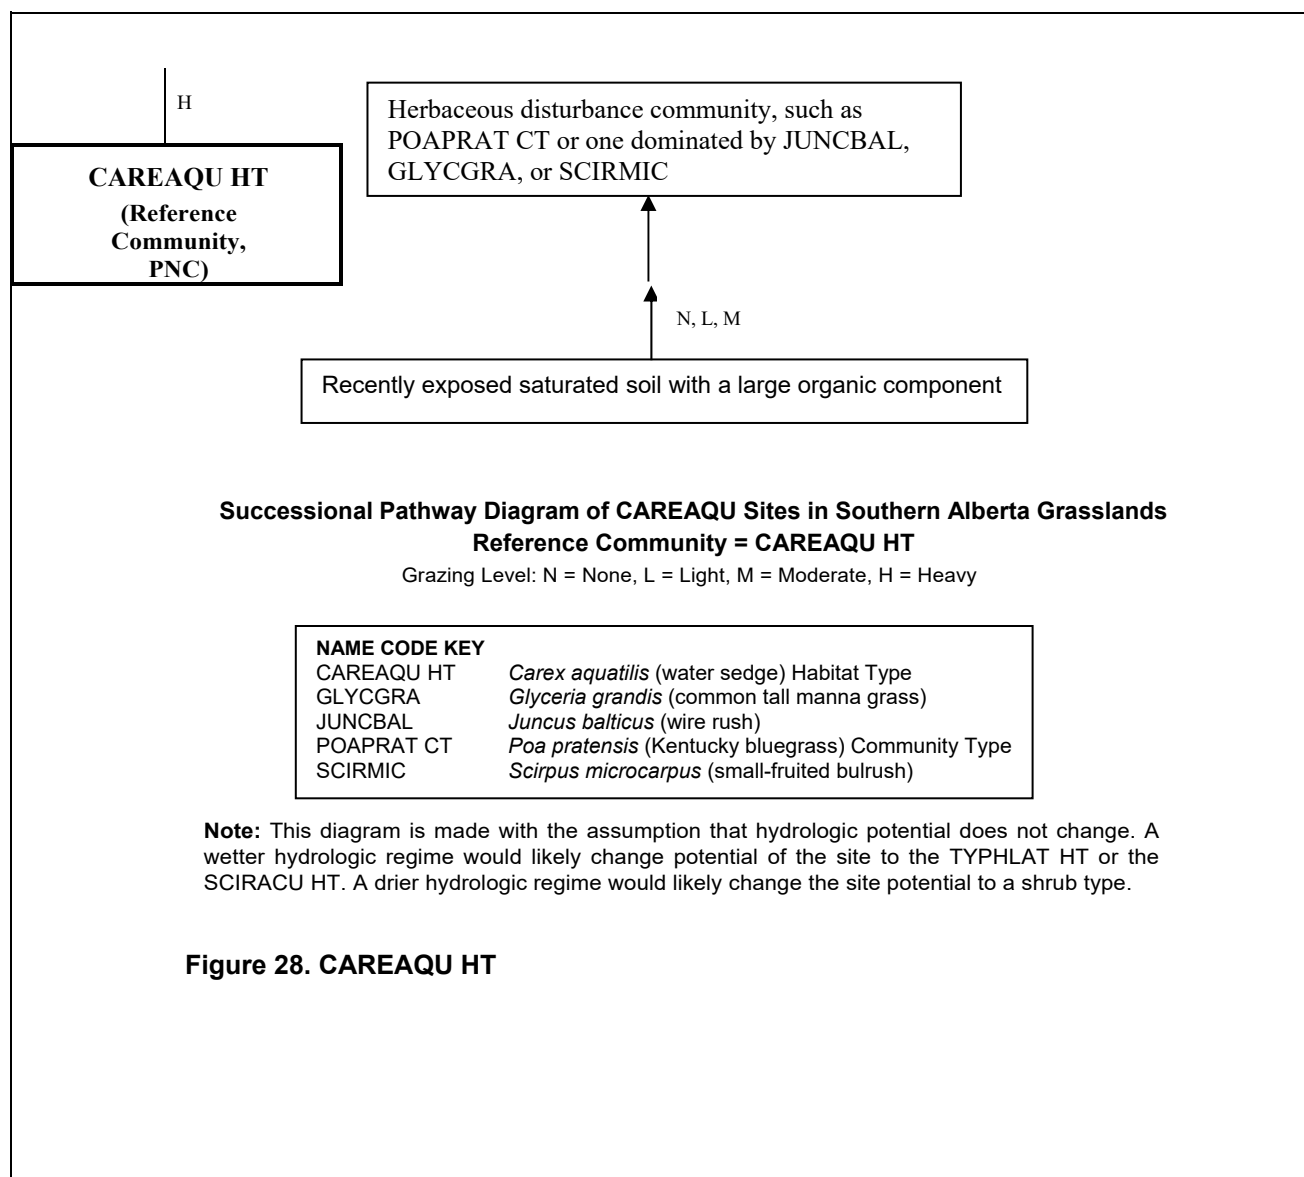 H
Herbaceous disturbance community, such as
POAPRAT CT or one dominated by JUNCBAL,
GLYCGRA, or SCIRMIC
CAREAQU HT
(Reference
Community,
PNC)
N, L, M
Recently exposed saturated soil with a large organic component
Successional Pathway Diagram of CAREAQU Sites in Southern Alberta Grasslands
Reference Community = CAREAQU HT
Grazing Level: N = None, L = Light, M = Moderate, H = Heavy
NAME CODE KEY
CAREAQU HT Carex aquatilis (water sedge) Habitat Type
GLYCGRA Glyceria grandis (common tall manna grass)
JUNCBAL Juncus balticus (wire rush)
POAPRAT CT Poa pratensis (Kentucky bluegrass) Community Type
SCIRMIC Scirpus microcarpus (small-fruited bulrush)
Note: This diagram is made with the assumption that hydrologic potential does not change. A
wetter hydrologic regime would likely change potential of the site to the TYPHLAT HT or the
SCIRACU HT. A drier hydrologic regime would likely change the site potential to a shrub type.
Figure 28. CAREAQU HT